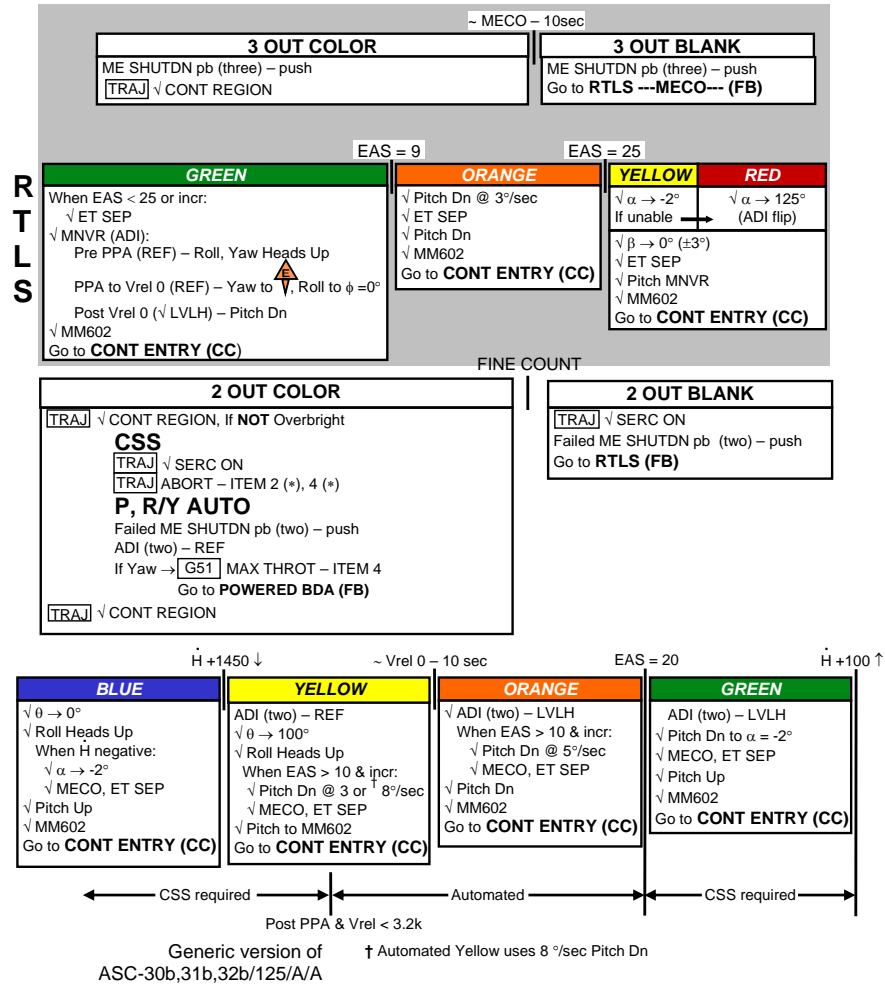 ~ MECO – 10sec
3 OUT COLOR
ME SHUTDN pb (three) – push
TRAJ √ CONT REGION
3 OUT BLANK
ME SHUTDN pb (three) – push
Go to RTLS ---MECO--- (FB)
RTLS
EAS = 9
EAS = 25
GREEN
When EAS < 25 or incr:
√ ET SEP
√ MNVR (ADI):
Pre PPA (REF) – Roll, Yaw Heads Up
PPA to Vrel 0 (REF) – Yaw to E, Roll to ϕ =0°
Post Vrel 0 (√ LVLH) – Pitch Dn
√ MM602
Go to CONT ENTRY (CC)
ORANGE
√ Pitch Dn @ 3°/sec
√ ET SEP
√ Pitch Dn
√ MM602
Go to CONT ENTRY (CC)
YELLOW
√ α → -2°
If unable
RED
√ α → 125°
(ADI flip)
√ β → 0° (±3°)
√ ET SEP
√ Pitch MNVR
√ MM602
Go to CONT ENTRY (CC)
FINE COUNT
2 OUT COLOR
TRAJ √ CONT REGION, If NOT Overbright
CSS
TRAJ √ SERC ON
TRAJ ABORT – ITEM 2 (∗), 4 (∗)
P, R/Y AUTO
Failed ME SHUTDN pb (two) – push
ADI (two) – REF
If Yaw → G51 MAX THROT – ITEM 4
Go to POWERED BDA (FB)
TRAJ √ CONT REGION
2 OUT BLANK
TRAJ √ SERC ON
Failed ME SHUTDN pb (two) – push
Go to RTLS (FB)
Ḣ +1450 ↓
~ Vrel 0 – 10 sec
EAS = 20
Ḣ +100 ↑
BLUE
√ θ → 0°
√ Roll Heads Up
When Ḣ negative:
√ α → -2°
√ MECO, ET SEP
√ Pitch Up
√ MM602
Go to CONT ENTRY (CC)
YELLOW
ADI (two) – REF
√ θ → 100°
√ Roll Heads Up
When EAS > 10 & incr:
√ Pitch Dn @ 3 or † 8°/sec
√ MECO, ET SEP
√ Pitch to MM602
Go to CONT ENTRY (CC)
ORANGE
√ ADI (two) – LVLH
When EAS > 10 & incr:
√ Pitch Dn @ 5°/sec
√ MECO, ET SEP
√ Pitch Dn
√ MM602
Go to CONT ENTRY (CC)
GREEN
ADI (two) – LVLH
√ Pitch Dn to α = -2°
√ MECO, ET SEP
√ Pitch Up
√ MM602
Go to CONT ENTRY (CC)
CSS required
Automated
CSS required
Post PPA & Vrel < 3.2k
Generic version of
ASC-30b,31b,32b/125/A/A
† Automated Yellow uses 8 °/sec Pitch Dn